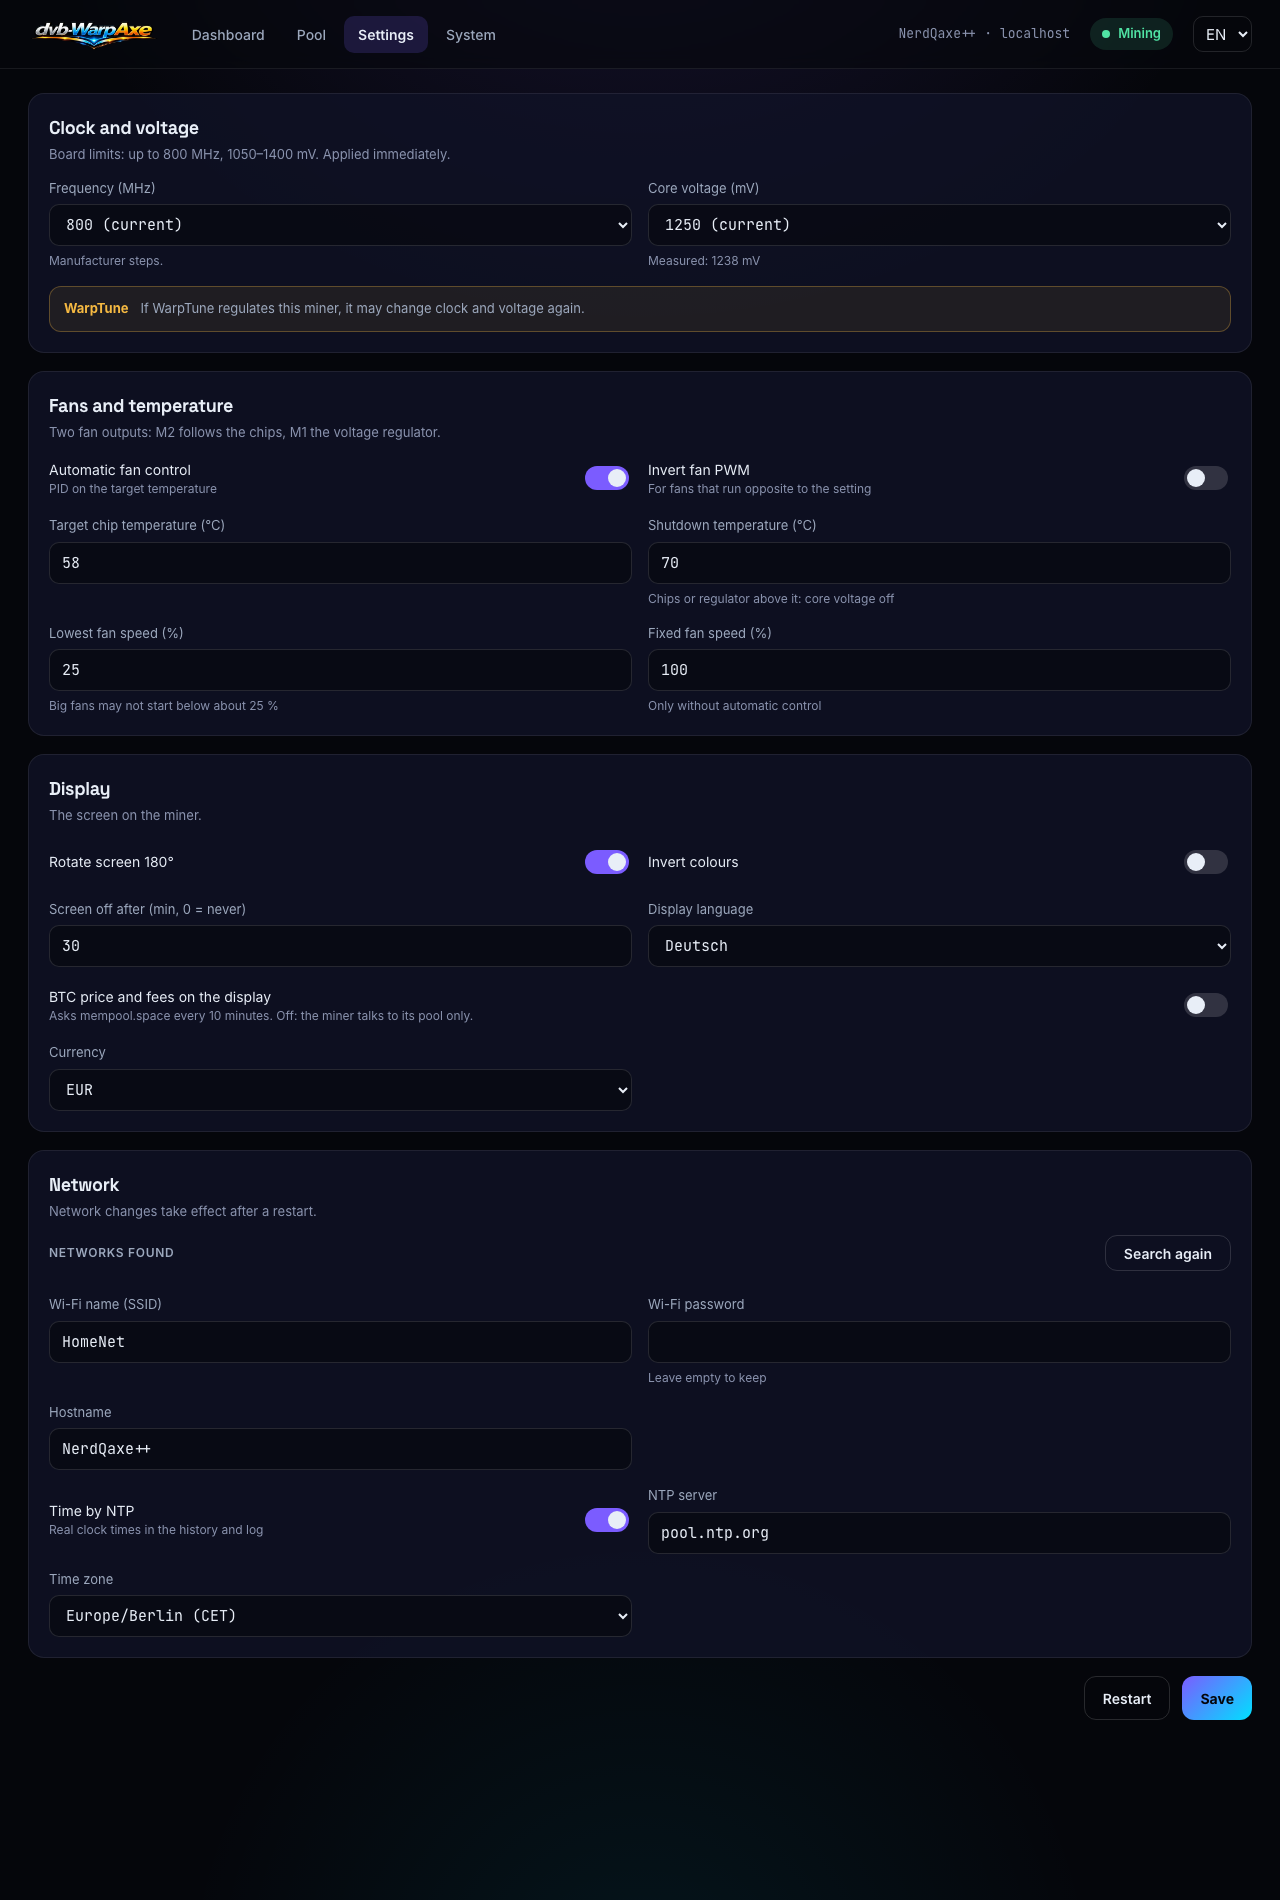 dvb-WarpAxe
Dashboard
Pool
Settings
System
NerdQaxe++ · localhost
Mining
EN
Clock and voltage
Board limits: up to 800 MHz, 1050–1400 mV. Applied immediately.
Frequency (MHz)
Core voltage (mV)
800 (current)
1250 (current)
Manufacturer steps.
Measured: 1238 mV
WarpTune If WarpTune regulates this miner, it may change clock and voltage again.
Fans and temperature
Two fan outputs: M2 follows the chips, M1 the voltage regulator.
Automatic fan control
PID on the target temperature
Invert fan PWM
For fans that run opposite to the setting
Target chip temperature (°C)
Shutdown temperature (°C)
58
70
Chips or regulator above it: core voltage off
Lowest fan speed (%)
Fixed fan speed (%)
25
100
Big fans may not start below about 25 %
Only without automatic control
Display
The screen on the miner.
Rotate screen 180°
Invert colours
Screen off after (min, 0 = never)
Display language
30
Deutsch
BTC price and fees on the display
Asks mempool.space every 10 minutes. Off: the miner talks to its pool only.
Currency
EUR
Network
Network changes take effect after a restart.
NETWORKS FOUND
Search again
Wi-Fi name (SSID)
Wi-Fi password
HomeNet
Leave empty to keep
Hostname
NerdQaxe++
Time by NTP
Real clock times in the history and log
NTP server
pool.ntp.org
Time zone
Europe/Berlin (CET)
Restart
Save